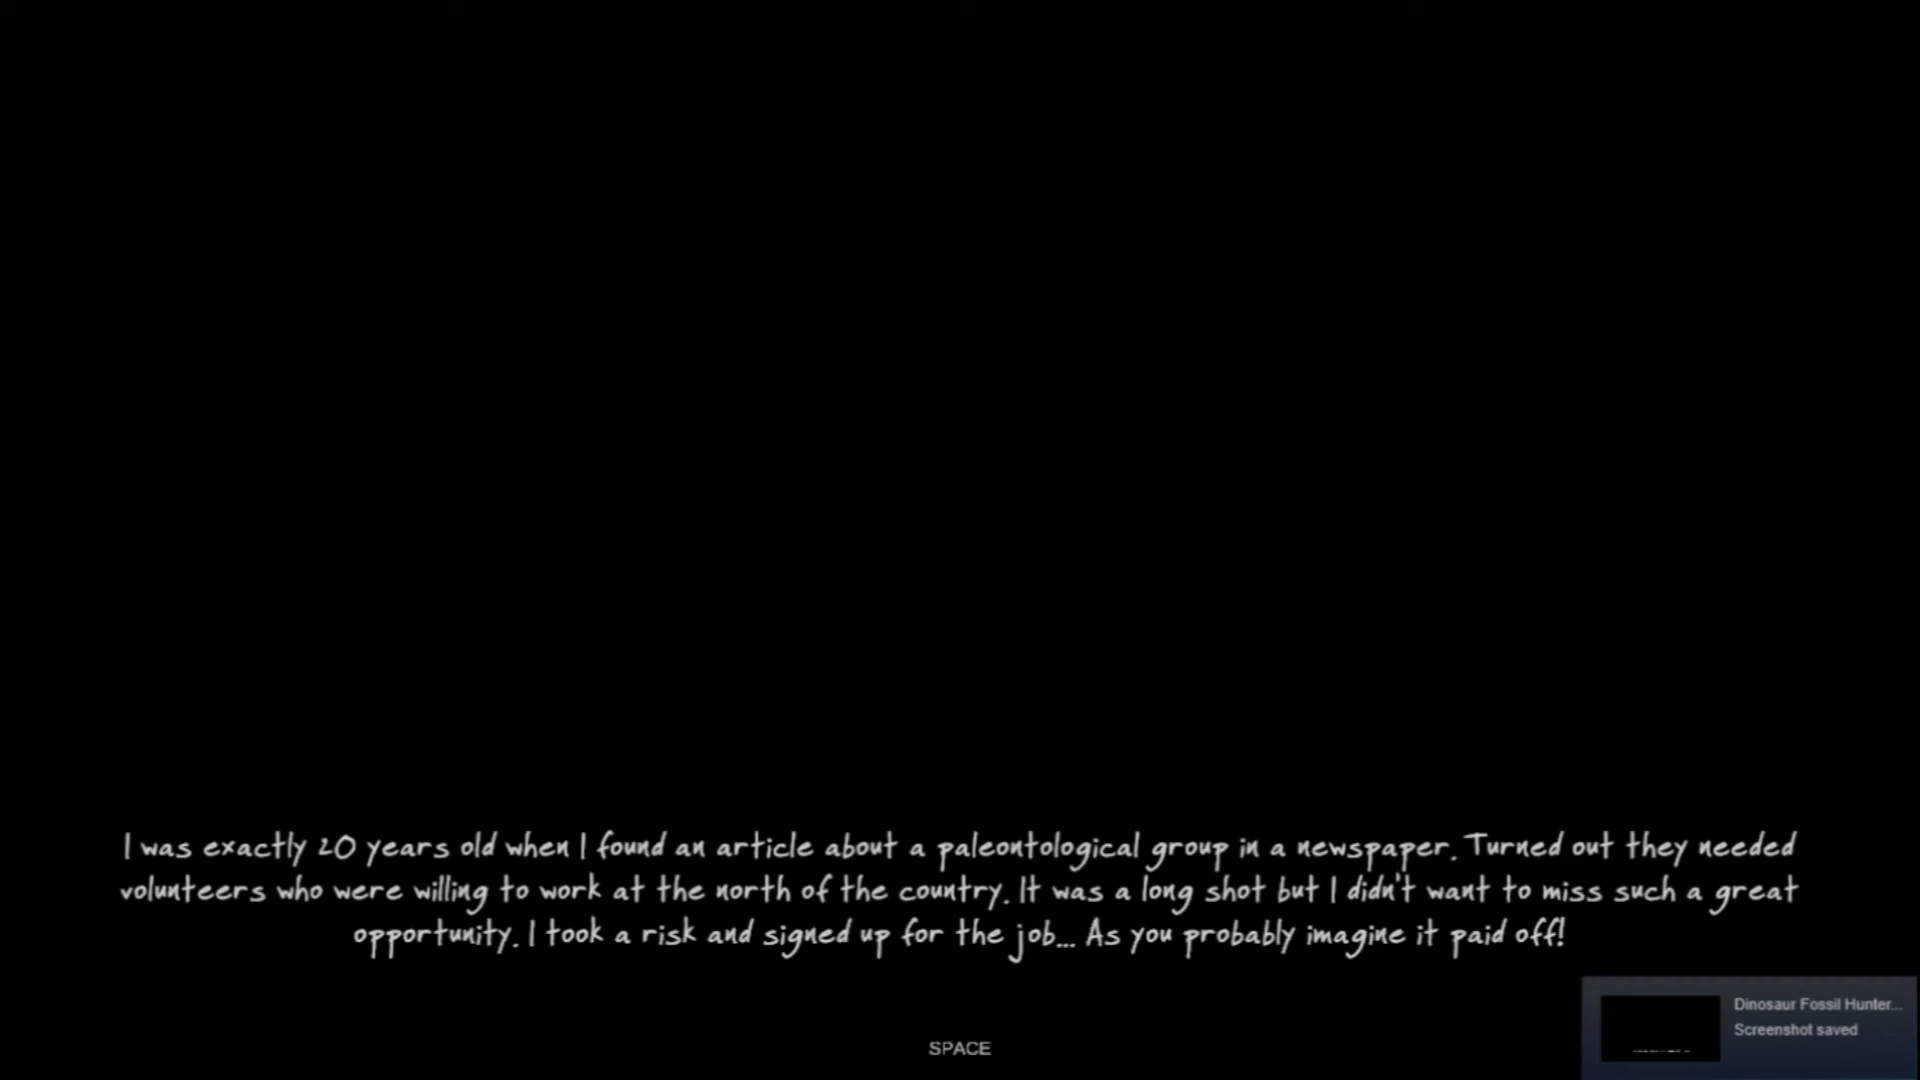 I was exactly 20 years old when I found an article about a paleontological group in a newspaper. Turned out they needed
volunteers who were willing to work at the north of the country. It was a long shot but I didn't want to miss such a great
opportunity. I took a risk and signed up for the job... As you probably imagine it paid off!
SPACE
Dinosaur Fossil Hunter...
Screenshot saved